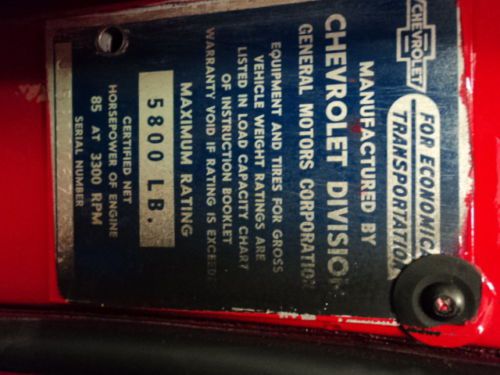 CHEVROLET
FOR ECONOMICAL
TRANSPORTATION
MANUFACTURED BY
CHEVROLET DIVISION
GENERAL MOTORS CORPORATION
EQUIPMENT AND TIRES FOR GROSS
VEHICLE WEIGHT RATINGS ARE
LISTED IN LOAD CAPACITY CHART
OF INSTRUCTION BOOKLET
WARRANTY VOID IF RATING IS EXCEEDED
MAXIMUM RATING
5800 LB.
CERTIFIED NET
HORSEPOWER OF ENGINE
85 AT 3300 RPM
SERIAL NUMBER